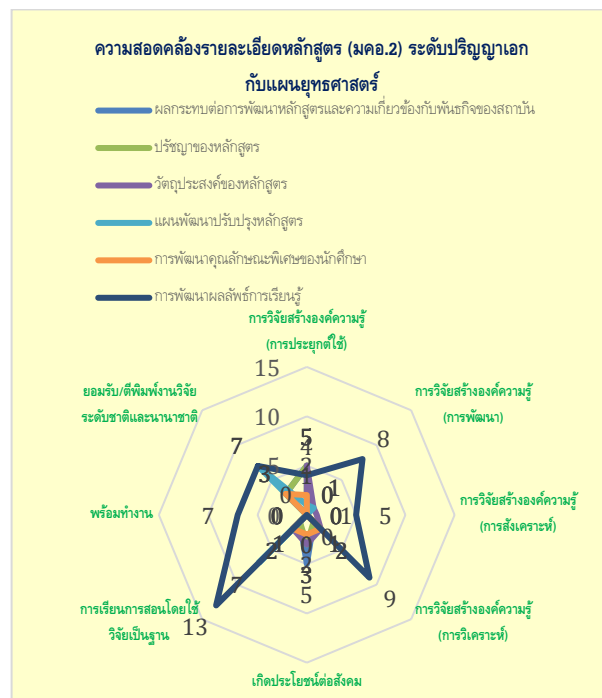 ความสอดคล้องรายละเอียดหลักสูตร (มคอ.2) ระดับปริญญาเอก
กับแผนยุทธศาสตร์
ผลกระทบต่อการพัฒนาหลักสูตรและความเกี่ยวข้องกับพันธกิจของสถาบัน
ปรัชญาของหลักสูตร
วัตถุประสงค์ของหลักสูตร
แผนพัฒนาปรับปรุงหลักสูตร
การพัฒนาคุณลักษณะพิเศษของนักศึกษา
การพัฒนาผลลัพธ์การเรียนรู้
การวิจัยสร้างองค์ความรู้
(การประยุกต์ใช้)
15
ยอมรับ/ตีพิมพ์งานวิจัย
ระดับชาติและนานาชาติ
การวิจัยสร้างองค์ความรู้
(การพัฒนา)
10
7
5
4
8
5
3
1
0
0
1
พร้อมทำงาน
7
0
0
1
5
การวิจัยสร้างองค์ความรู้
(การสังเคราะห์)
0
2
1
0
1
2
3
7
5
9
การเรียนการสอนโดยใช้
วิจัยเป็นฐาน
13
การวิจัยสร้างองค์ความรู้
(การวิเคราะห์)
เกิดประโยชน์ต่อสังคม